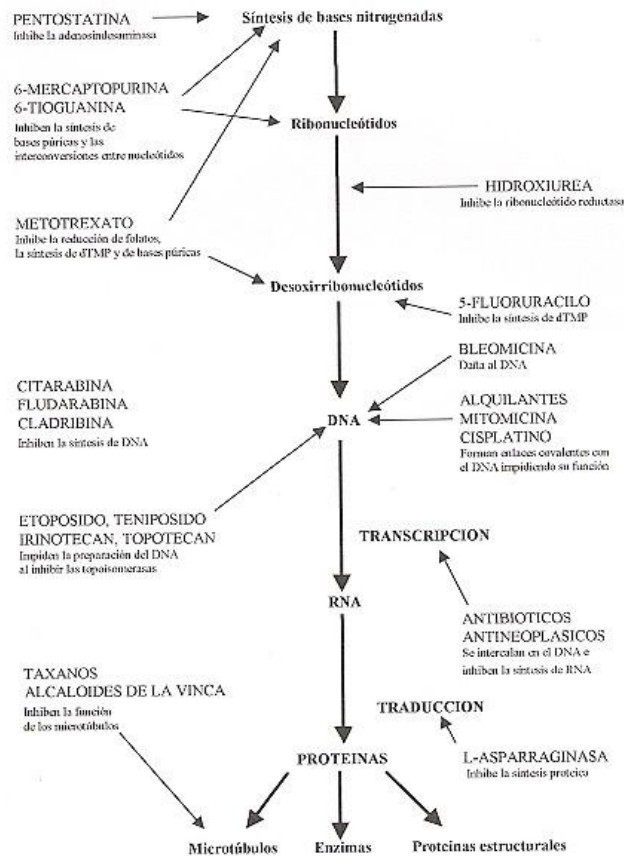 PENTOSTATINA
Inhibe la adenosindesaminasa
Síntesis de bases nitrogenadas
6-MERCAPTOPURINA
6-TIOGUANINA
Inhiben la síntesis de
bases púricas y las
interconversiones entre nucleótidos
Ribonucleótidos
HIDROXIUREA
Inhibe la ribonucleótido reductasa
METOTREXATO
Inhibe la reducción de folatos,
la síntesis de dTMP y de bases púricas
Desoxirribonucleótidos
5-FLUORURACILO
Inhibe la síntesis de dTMP
BLEOMICINA
Daña al DNA
CITARABINA
FLUDARABINA
CLADRIBINA
Inhiben la síntesis de DNA
DNA
ALQUILANTES
MITOMICINA
CISPLATINO
Forman enlaces covalentes con
el DNA impidiendo su función
ETOPOSIDO, TENIPOSIDO
IRINOTECAN, TOPOTECAN
Impiden la preparación del DNA
al inhibir las topoisomerasas
TRANSCRIPCION
RNA
ANTIBIOTICOS
ANTINEOPLASICOS
Se intercalan en el DNA e
inhiben la síntesis de RNA
TAXANOS
ALCALOIDES DE LA VINCA
Inhiben la función
de los microtúbulos
TRADUCCION
PROTEINAS
L-ASPARRAGINASA
Inhibe la síntesis proteica
Microtúbulos
Enzimas
Proteinas estructurales